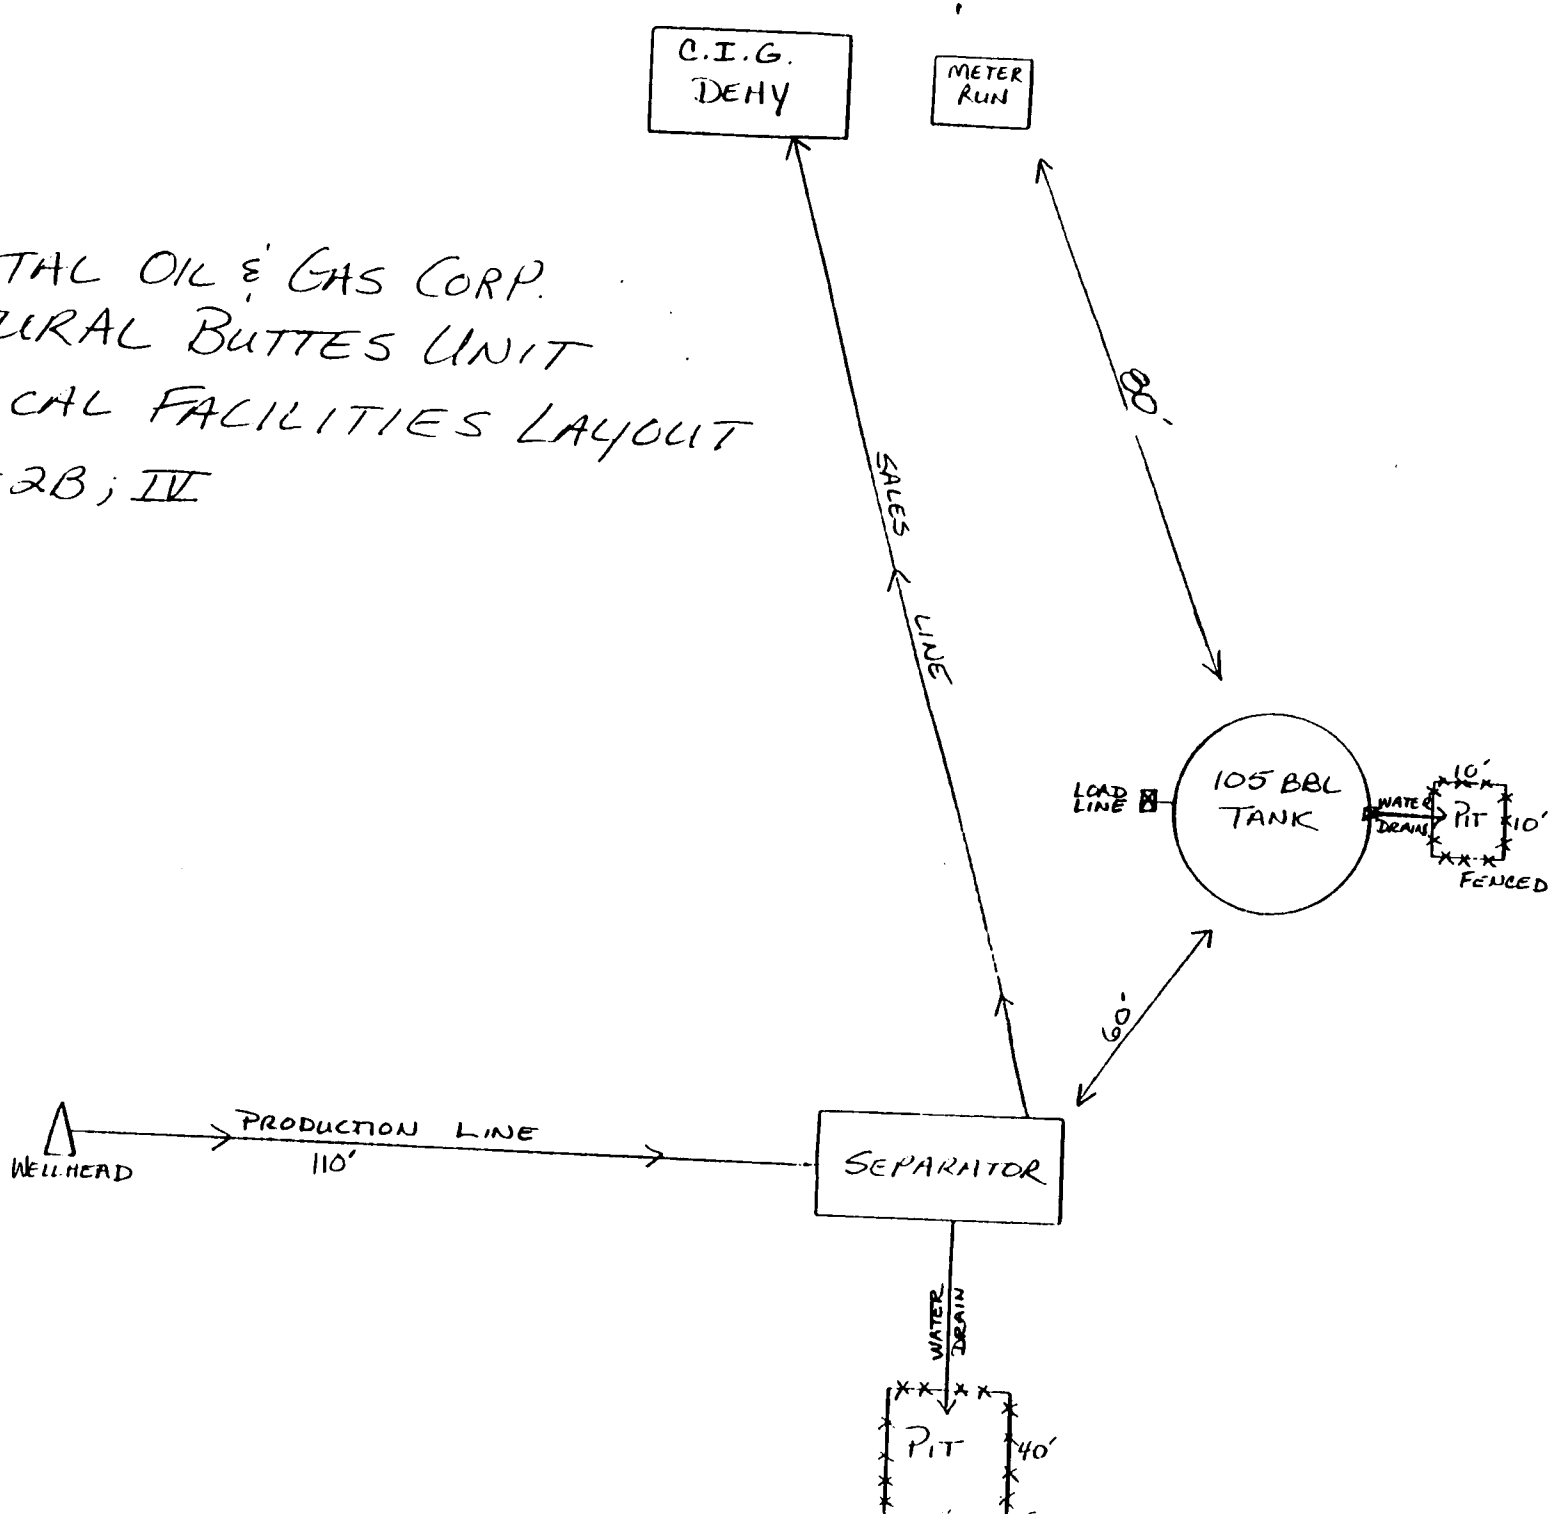 C.I.G.
DEHY
METER
RUN
TAL OIL & GAS CORP.
URAL BUTTES UNIT
CAL FACILITIES LAYOUT
2B; IV
80'
SALES LINE
LOAD
LINE
105 BBL
TANK
WATER
DRAIN
10'
PIT
10'
FENCED
60'
PRODUCTION LINE
110'
WELLHEAD
SEPARATOR
WATER
DRAIN
PIT
40'